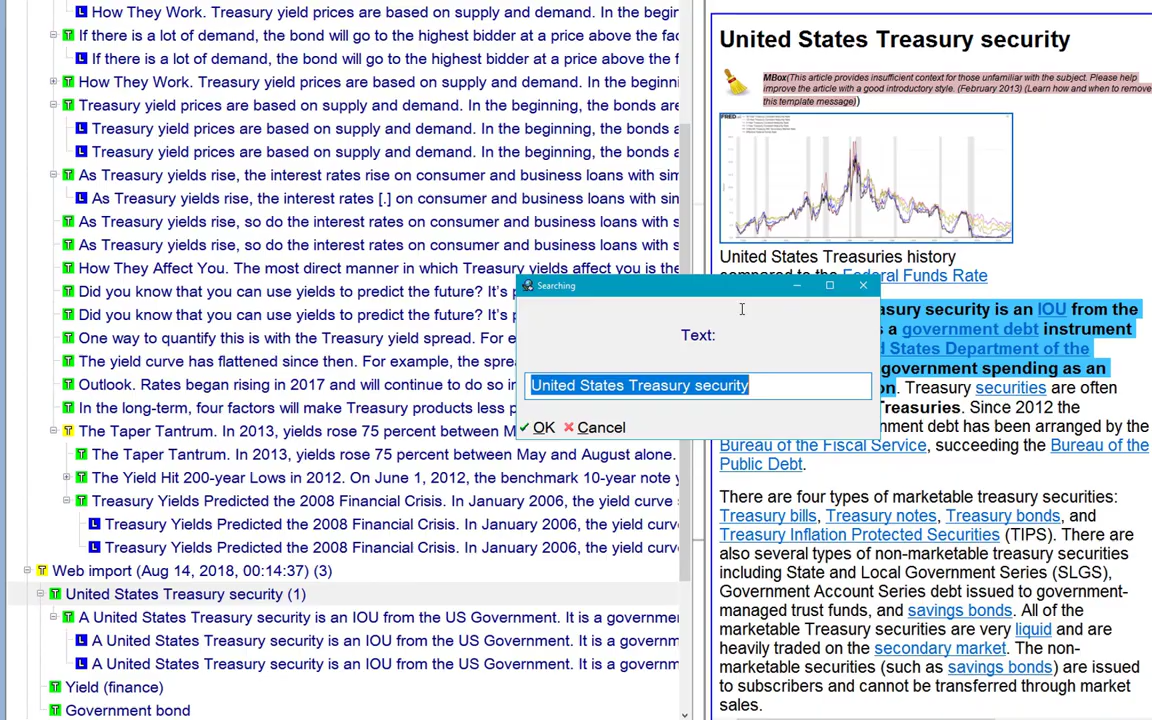 How They Work. Treasury yield prices are based on supply and demand. In the begin
If there is a lot of demand, the bond will go to the highest bidder at a price above the fac
If there is a lot of demand, the bond will go to the highest bidder at a price above the f
How They Work. Treasury yield prices are based on supply and demand. In the beginni
Treasury yield prices are based on supply and demand. In the beginning, the bonds are
Treasury yield prices are based on supply and demand. In the beginning, the bonds a
Treasury yield prices are based on supply and demand. In the beginning, the bonds a
As Treasury yields rise, the interest rates rise on consumer and business loans with sim
As Treasury yields rise, the interest rates [.] on consumer and business loans with s
As Treasury yields rise, so do the interest rates on consumer and business loans with s
As Treasury yields rise, so do the interest rates on consumer and business loans with s
How They Affect You. The most direct manner in which Treasury yields affect you is the
Did you know that you can use yields to predict the future? It's p
Did you know that you can use yields to predict the future? It's p
One way to quantify this is with the Treasury yield spread. For e
The yield curve has flattened since then. For example, the sprea
Outlook. Rates began rising in 2017 and will continue to do so in
In the long-term, four factors will make Treasury products less p
The Taper Tantrum. In 2013, yields rose 75 percent between M
The Taper Tantrum. In 2013, yields rose 75 percent between May and August alone.
The Yield Hit 200-year Lows in 2012. On June 1, 2012, the benchmark 10-year note y
Treasury Yields Predicted the 2008 Financial Crisis. In January 2006, the yield curve
Treasury Yields Predicted the 2008 Financial Crisis. In January 2006, the yield curv
Treasury Yields Predicted the 2008 Financial Crisis. In January 2006, the yield curv
Web import (Aug 14, 2018, 00:14:37) (3)
United States Treasury security (1)
A United States Treasury security is an IOU from the US Government. It is a governme
A United States Treasury security is an IOU from the US Government. It is a governm
A United States Treasury security is an IOU from the US Government. It is a governm
Yield (finance)
Government bond
Searching
Text:
United States Treasury security
OK Cancel
United States Treasury security
MBox(This article provides insufficient context for those unfamiliar with the subject. Please help
improve the article with a good introductory style. (February 2013) (Learn how and when to remove
this template message))
FRED
United States Treasuries history
compared to the Federal Funds Rate
asury security is an IOU from the
s a government debt instrument
d States Department of the
government spending as an
on. Treasury securities are often
Treasuries. Since 2012 the
nment debt has been arranged by the
Bureau of the Fiscal Service, succeeding the Bureau of the
Public Debt.
There are four types of marketable treasury securities:
Treasury bills, Treasury notes, Treasury bonds, and
Treasury Inflation Protected Securities (TIPS). There are
also several types of non-marketable treasury securities
including State and Local Government Series (SLGS),
Government Account Series debt issued to government-
managed trust funds, and savings bonds. All of the
marketable Treasury securities are very liquid and are
heavily traded on the secondary market. The non-
marketable securities (such as savings bonds) are issued
to subscribers and cannot be transferred through market
sales.